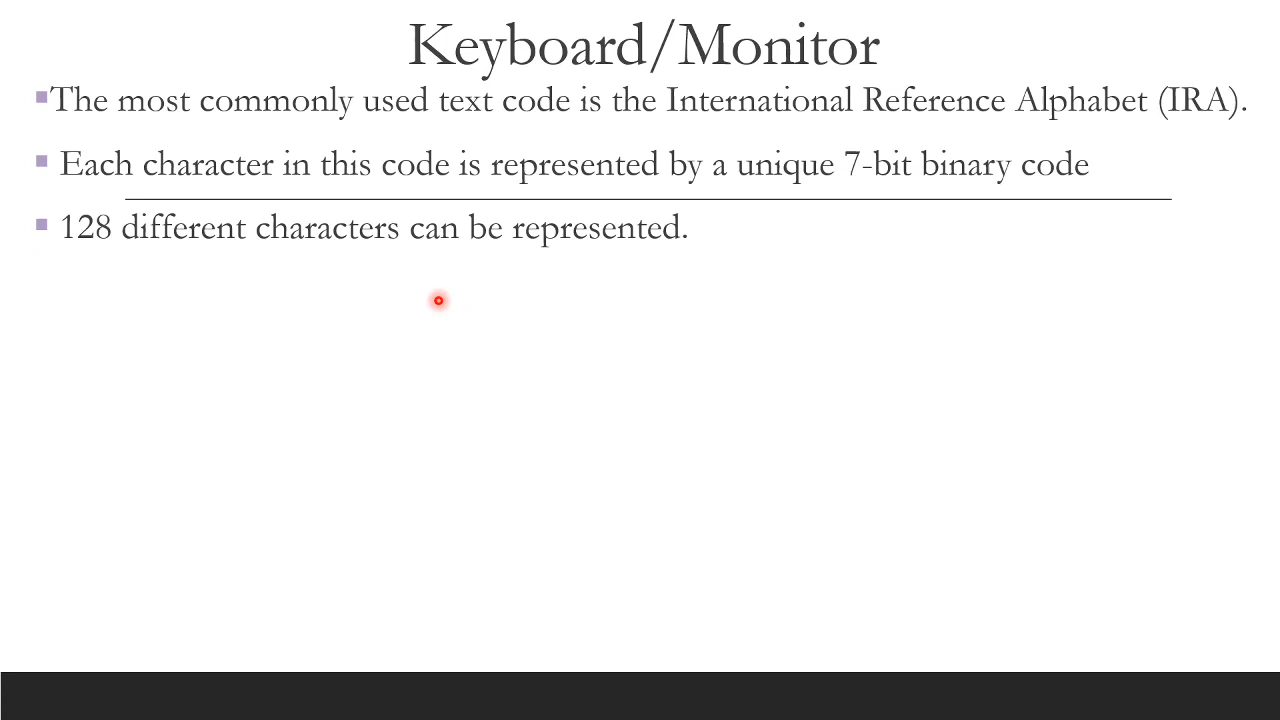 Keyboard/Monitor
▪The most commonly used text code is the International Reference Alphabet (IRA).
▪ Each character in this code is represented by a unique 7-bit binary code
▪ 128 different characters can be represented.